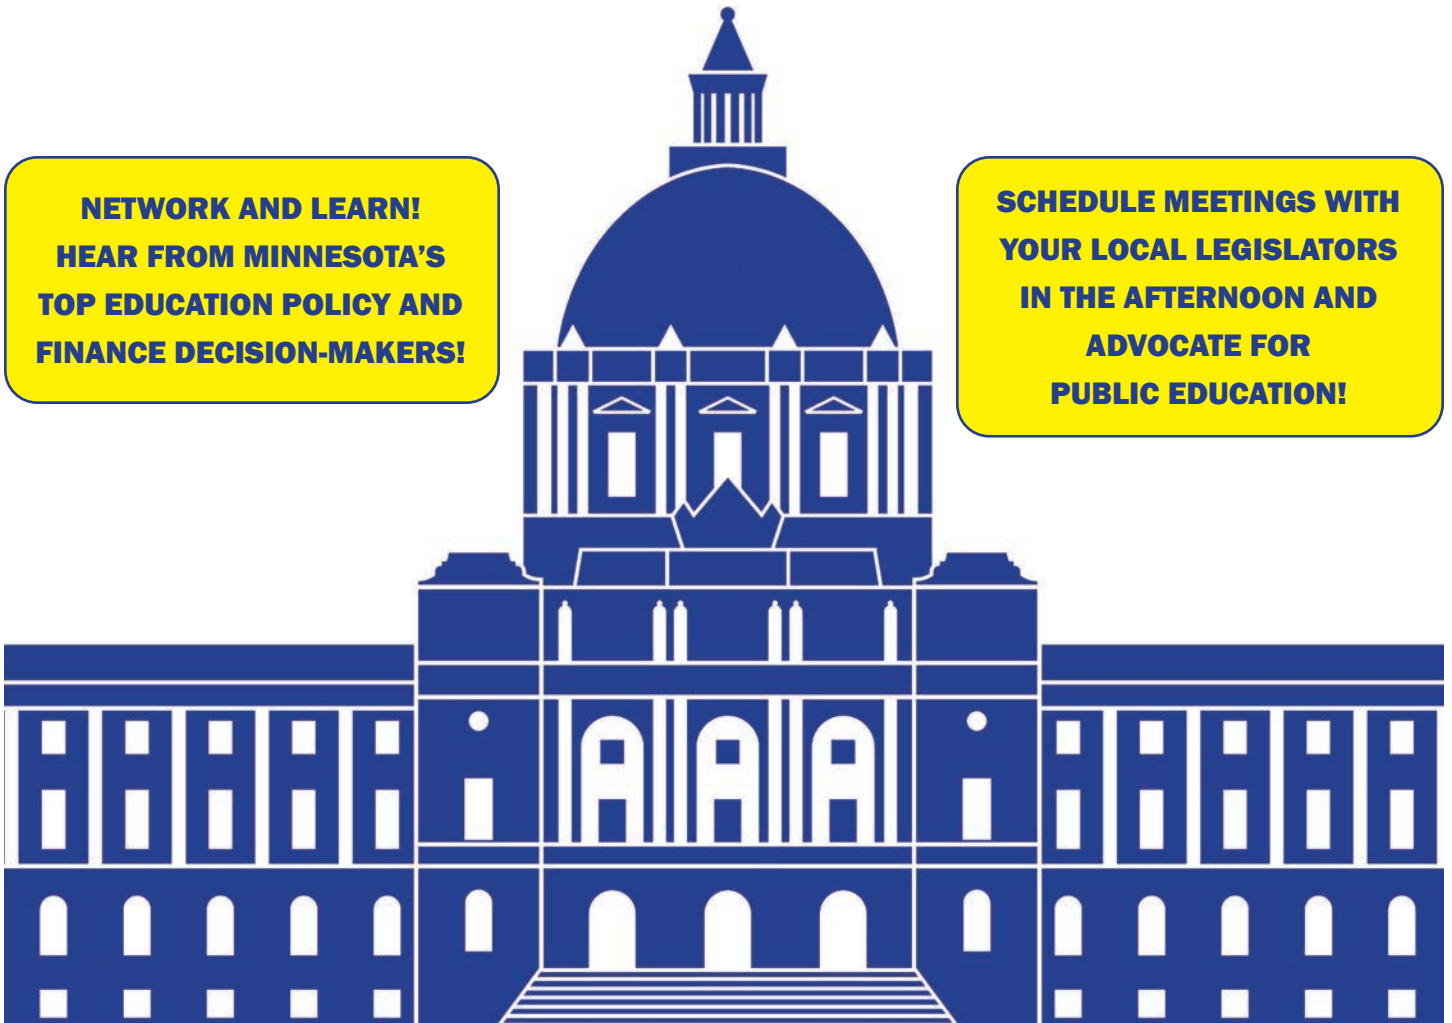 NETWORK AND LEARN!
HEAR FROM MINNESOTA’S
TOP EDUCATION POLICY AND
FINANCE DECISION-MAKERS!
SCHEDULE MEETINGS WITH
YOUR LOCAL LEGISLATORS
IN THE AFTERNOON AND
ADVOCATE FOR
PUBLIC EDUCATION!